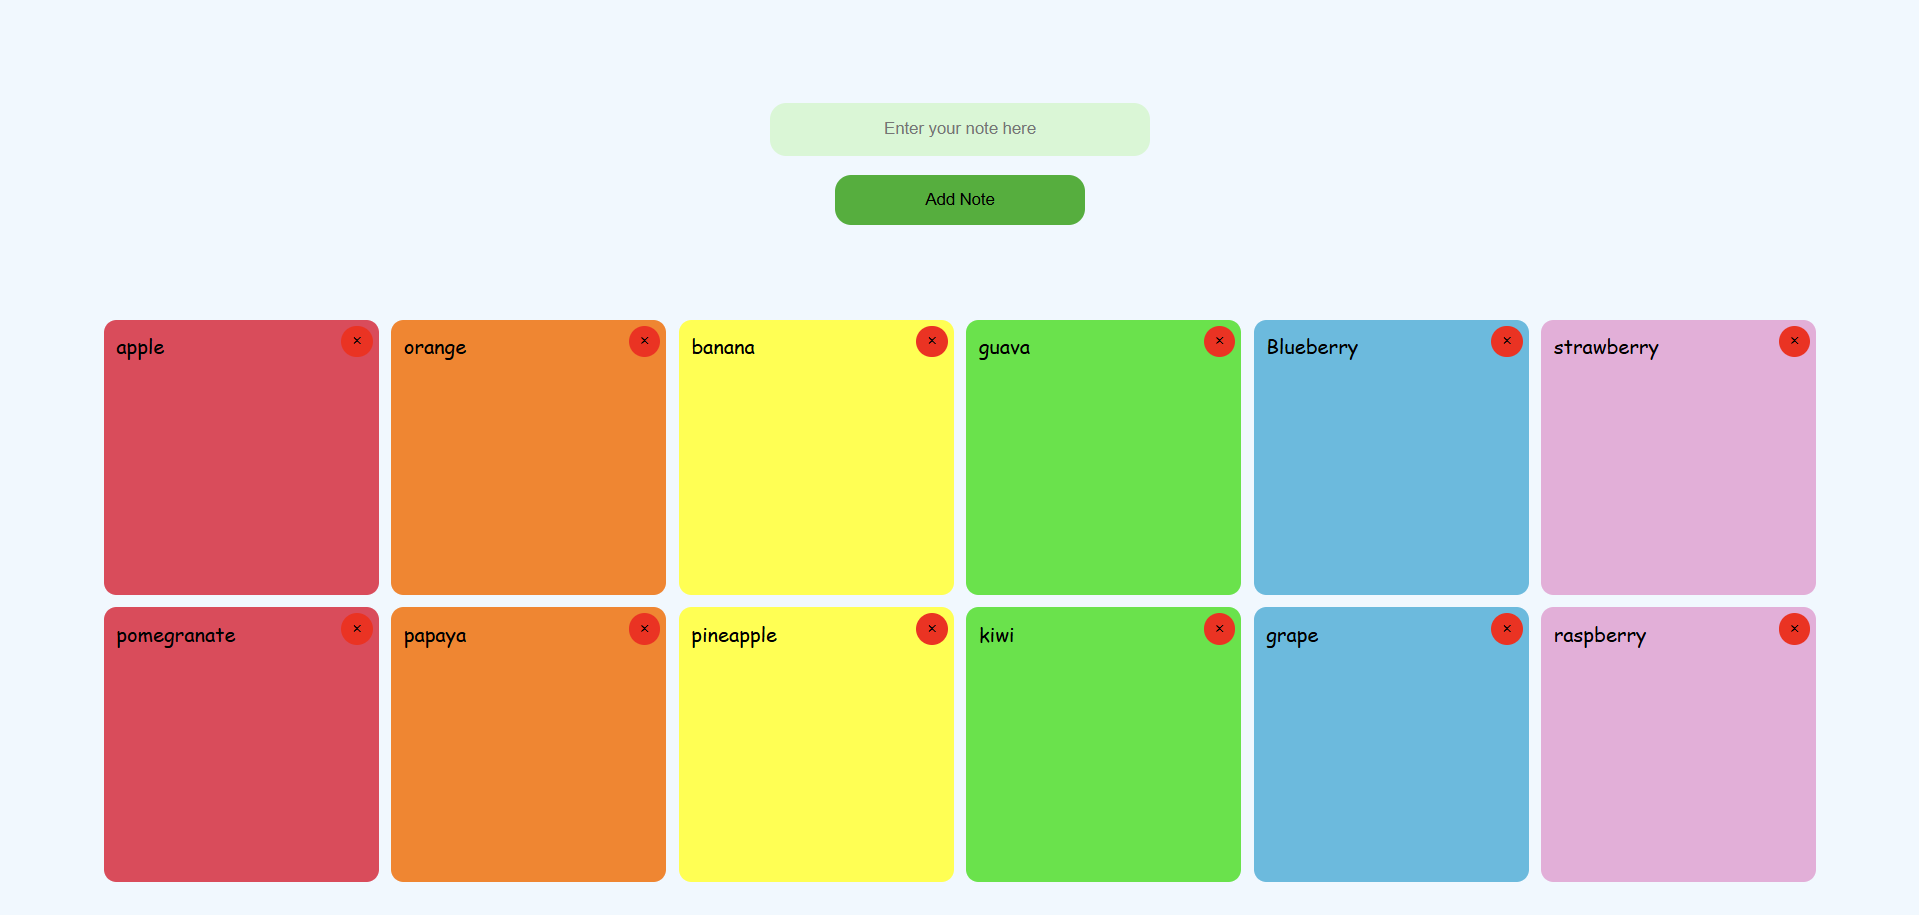 Enter your note here
Add Note
apple ×
orange ×
banana ×
guava ×
Blueberry ×
strawberry ×
pomegranate ×
papaya ×
pineapple ×
kiwi ×
grape ×
raspberry ×